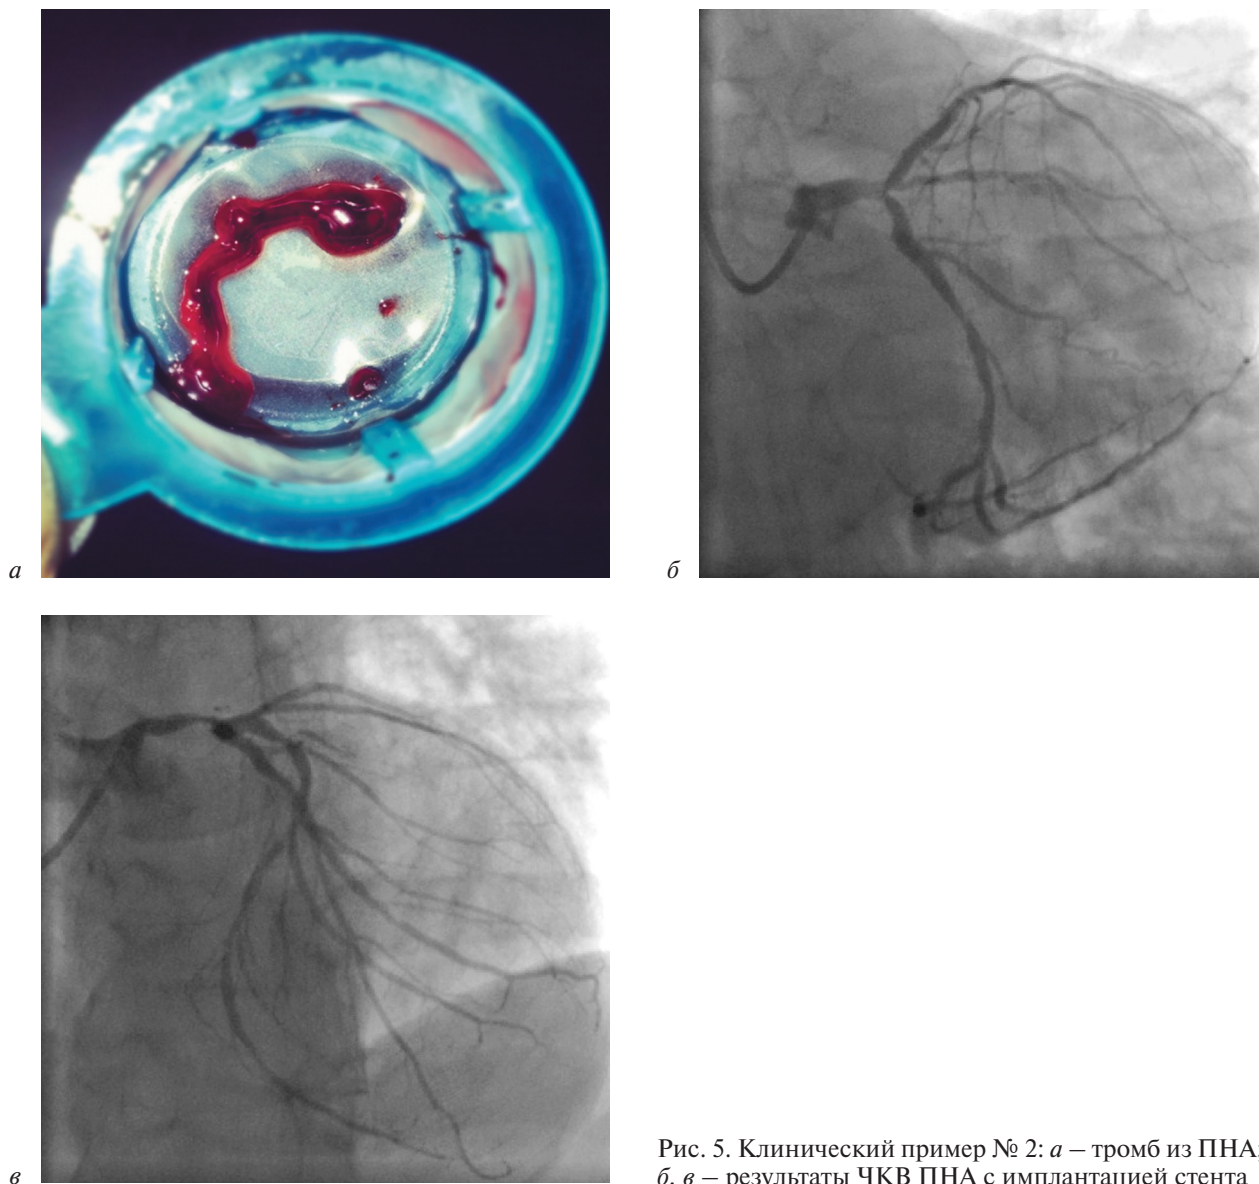 а
б
в
Рис. 5. Клинический пример № 2: а – тромб из ПНА;
б, в – результаты ЧКВ ПНА с имплантацией стента